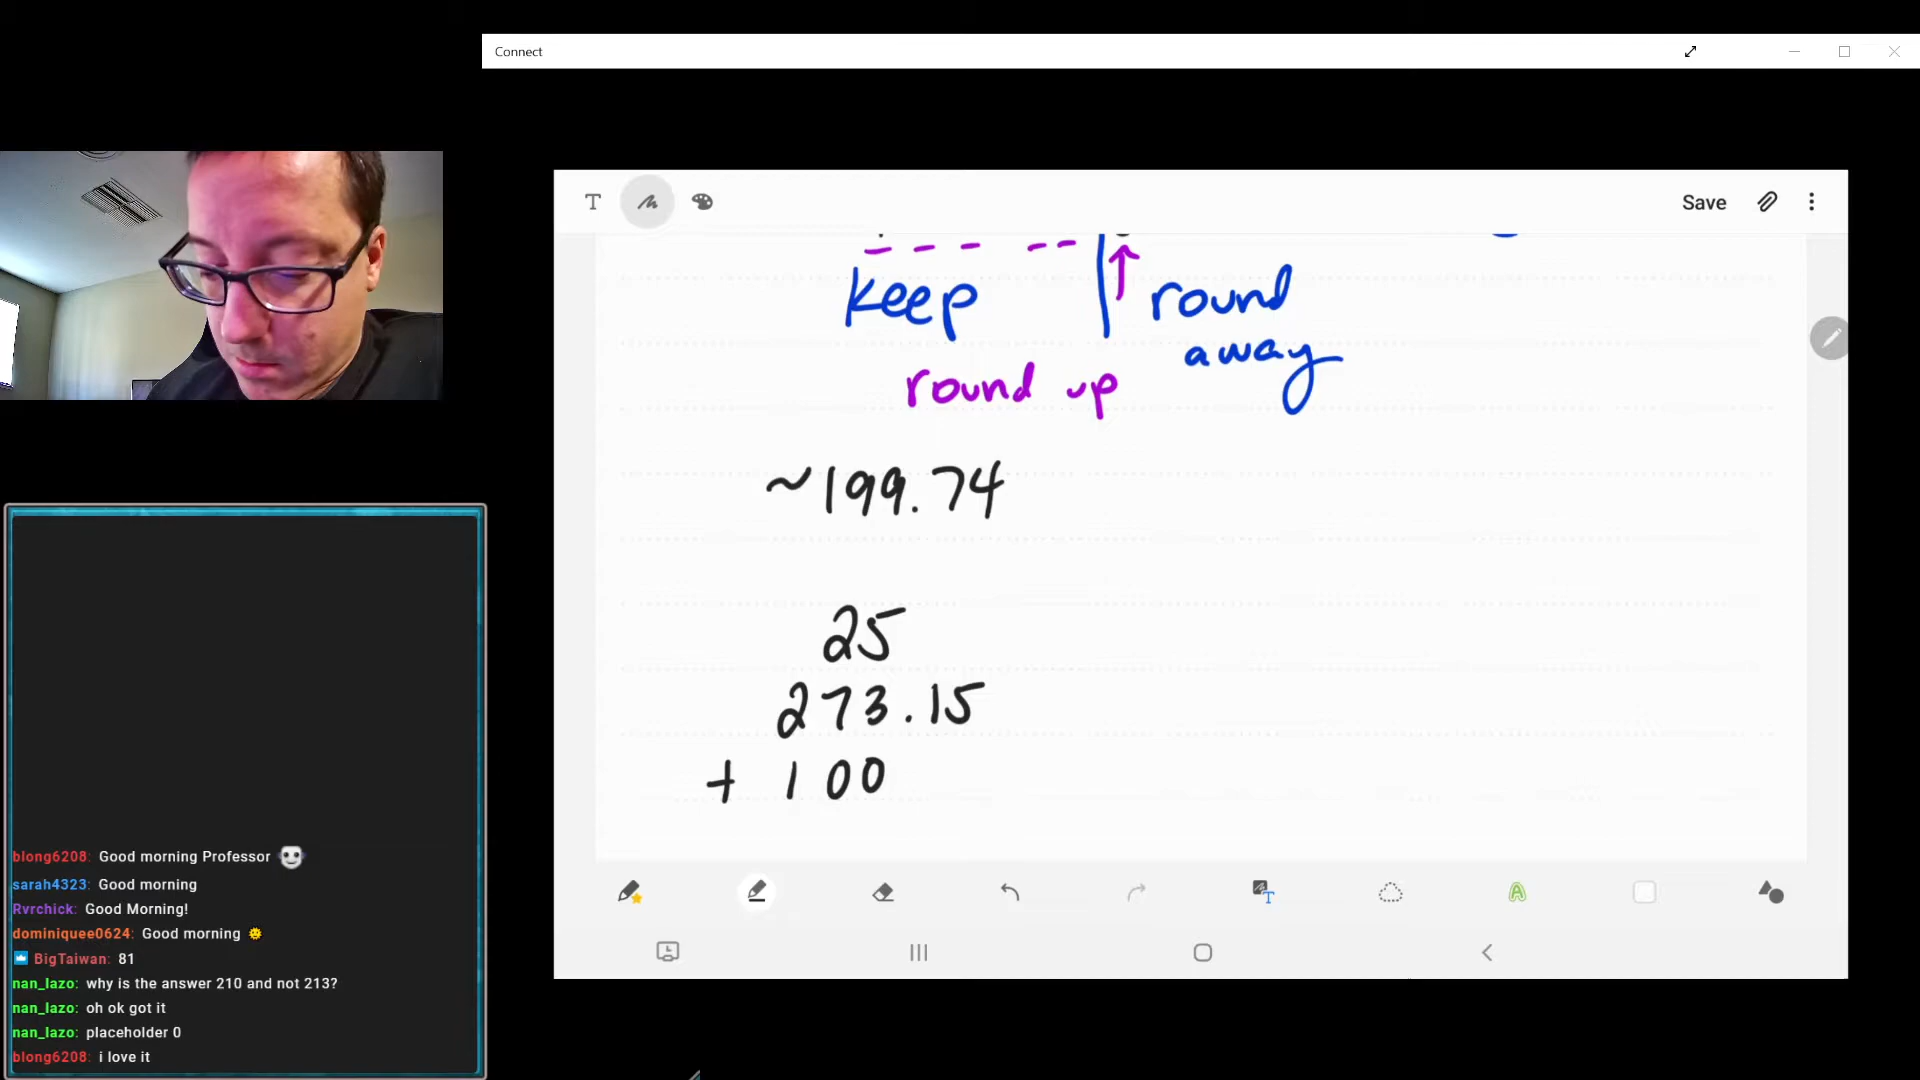 Connect
T
Save
keep round
away
round up
~199.74
25
273.15
+ 100
T
A
blong6208: Good morning Professor
sarah4323: Good morning
Rvrchick: Good Morning!
dominiquee0624: Good morning
BigTaiwan: 81
nan_lazo: why is the answer 210 and not 213?
nan_lazo: oh ok got it
nan_lazo: placeholder 0
blong6208: i love it